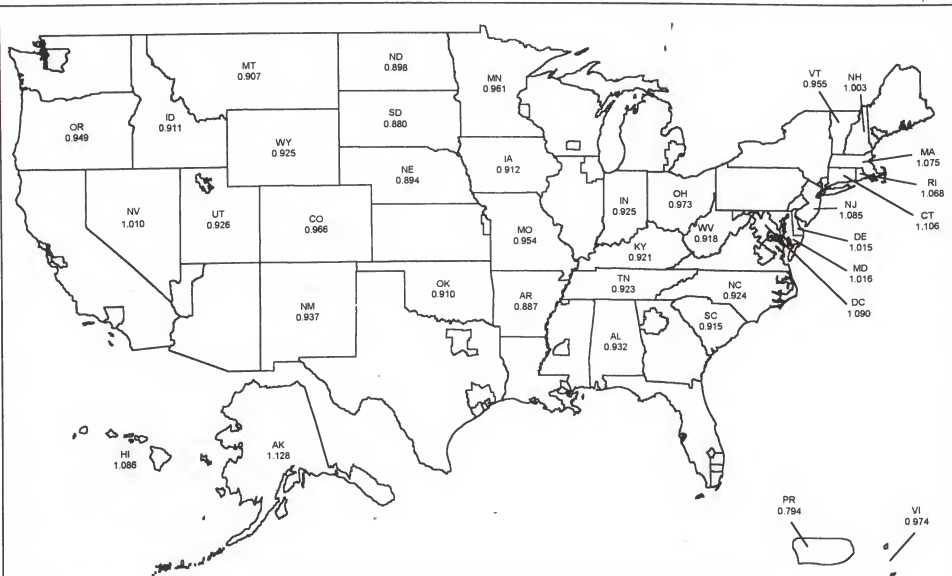 MT
0.907
ND
0.898
MN
0.961
VT
0.955
NH
1.003
OR
0.949
ID
0.911
SD
0.880
WY
0.925
MA
1.075
NE
0.894
IA
0.912
RI
1.068
NV
1.010
UT
0.926
CO
0.966
IN
0.925
OH
0.973
NJ
1.085
CT
1.106
MO
0.954
WV
0.918
DE
1.015
KY
0.921
MD
1.016
OK
0.910
TN
0.923
NC
0.924
DC
1.090
NM
0.937
AR
0.887
SC
0.915
AL
0.932
HI
1.086
AK
1.128
PR
0.794
VI
0.974